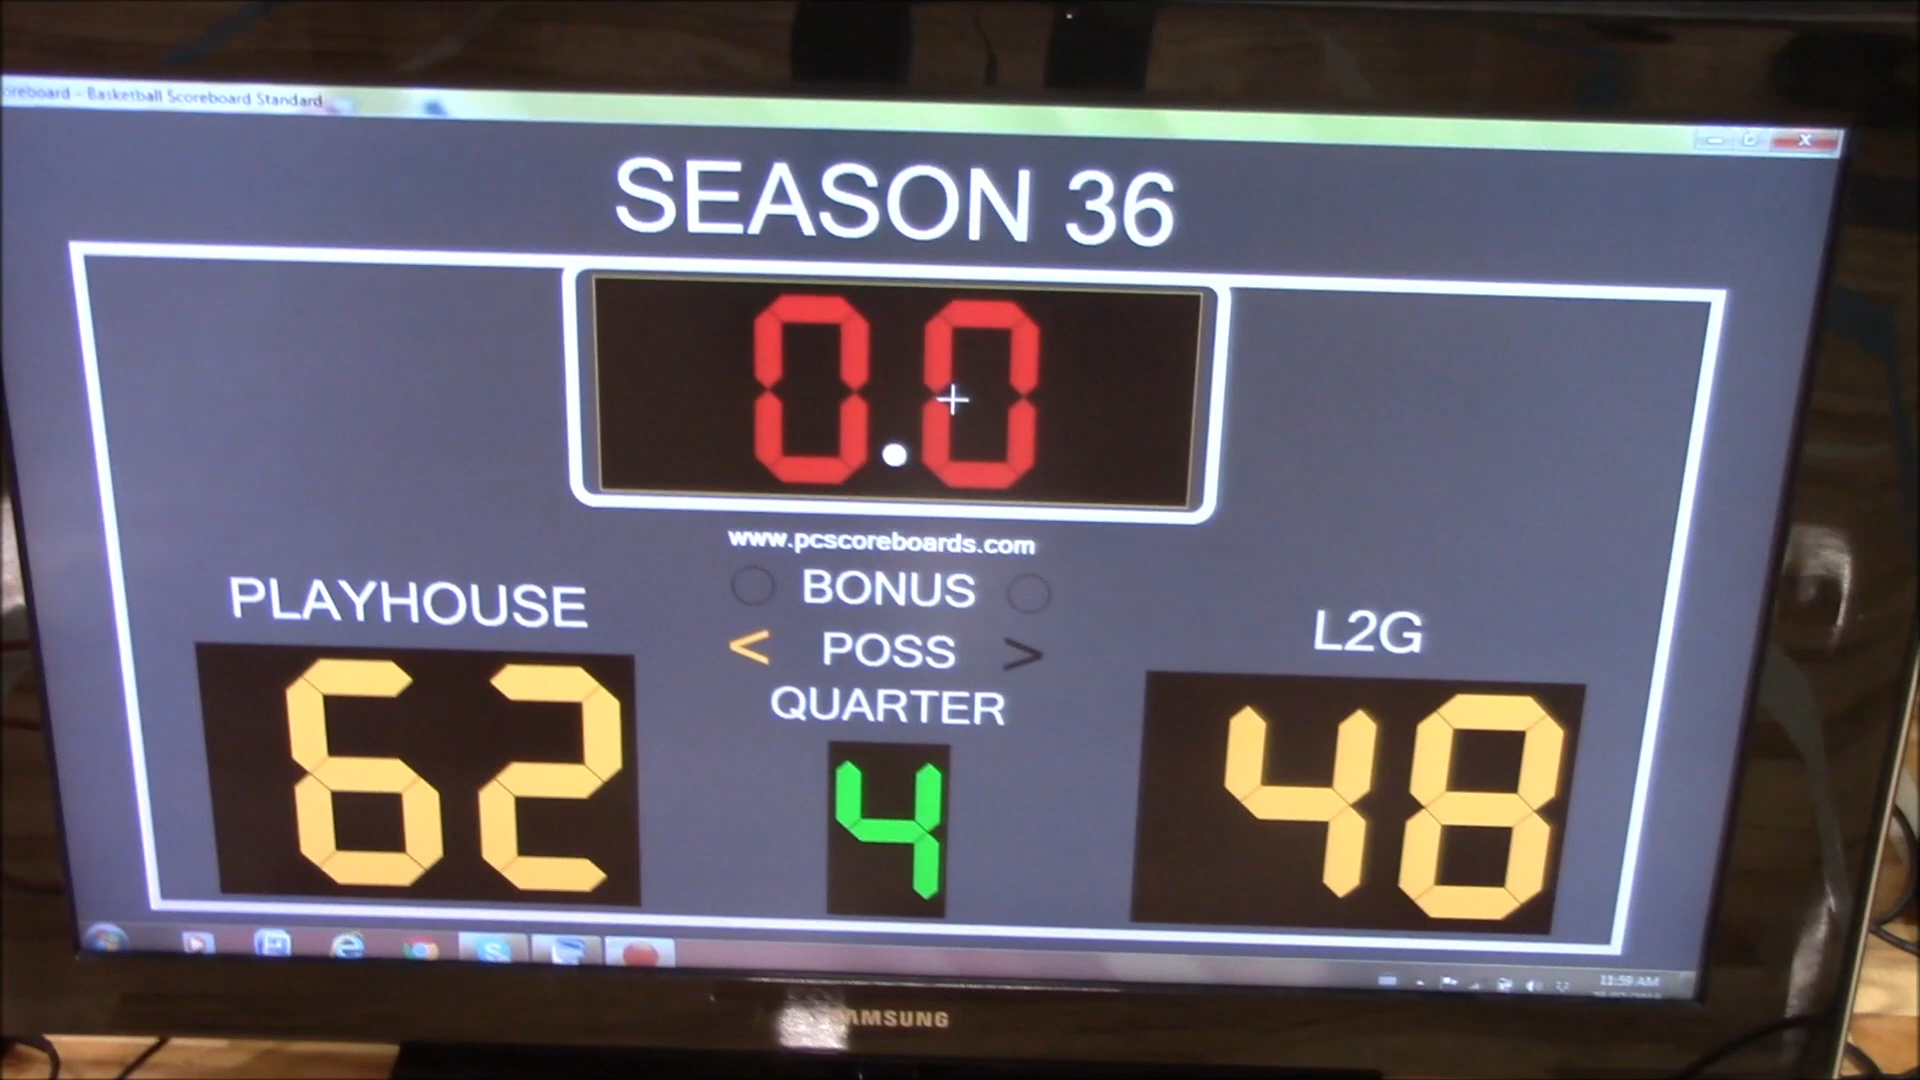 oreboard - Basketball Scoreboard Standard
SEASON 36
0.0
www.pcscoreboards.com
BONUS
PLAYHOUSE
< POSS >
L2G
QUARTER
62
4
48
11:59 AM
SAMSUNG